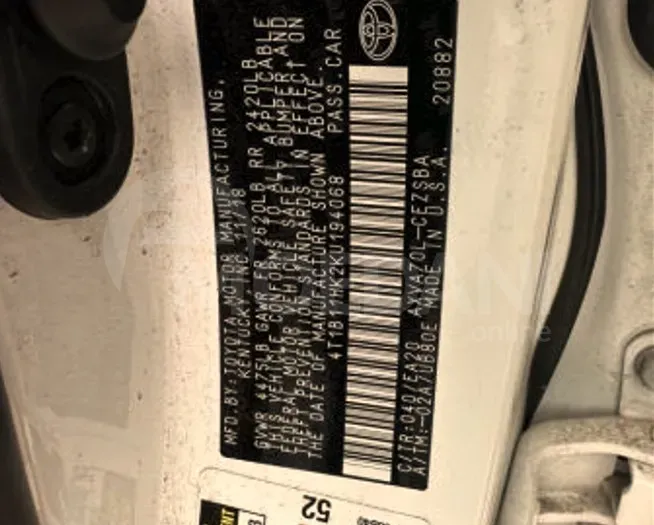 MFD.BY:TOYOTA MOTOR MANUFACTURING,
KENTUCKY,INC. 11/18
GVWR 4475LB GAWR FR 2620LB RR 2420LB
THIS VEHICLE CONFORMS TO ALL APPLICABLE
FEDERAL MOTOR VEHICLE SAFETY, BUMPER, AND
THEFT PREVENTION STANDARDS IN EFFECT ON
THE DATE OF MANUFACTURE SHOWN ABOVE.
4T1B11HK2KU194068 PASS.CAR
C/TR:040/EA20 AXVA70L-CEZSBA
A/TM:-02A/UB80E MADE IN U.S.A. 20882
52